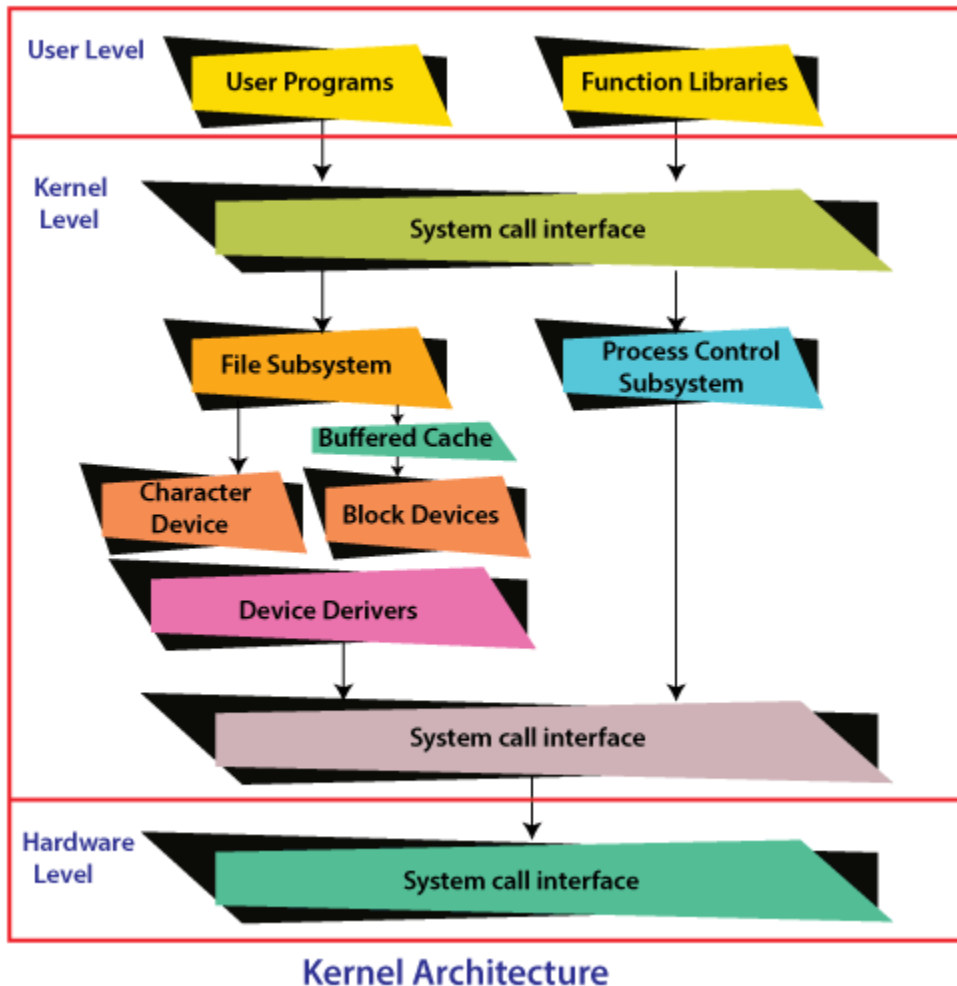 User Level
User Programs
Function Libraries
Kernel
Level
System call interface
File Subsystem
Process Control
Subsystem
Buffered Cache
Character
Device
Block Devices
Device Derivers
System call interface
Hardware
Level
System call interface
Kernel Architecture